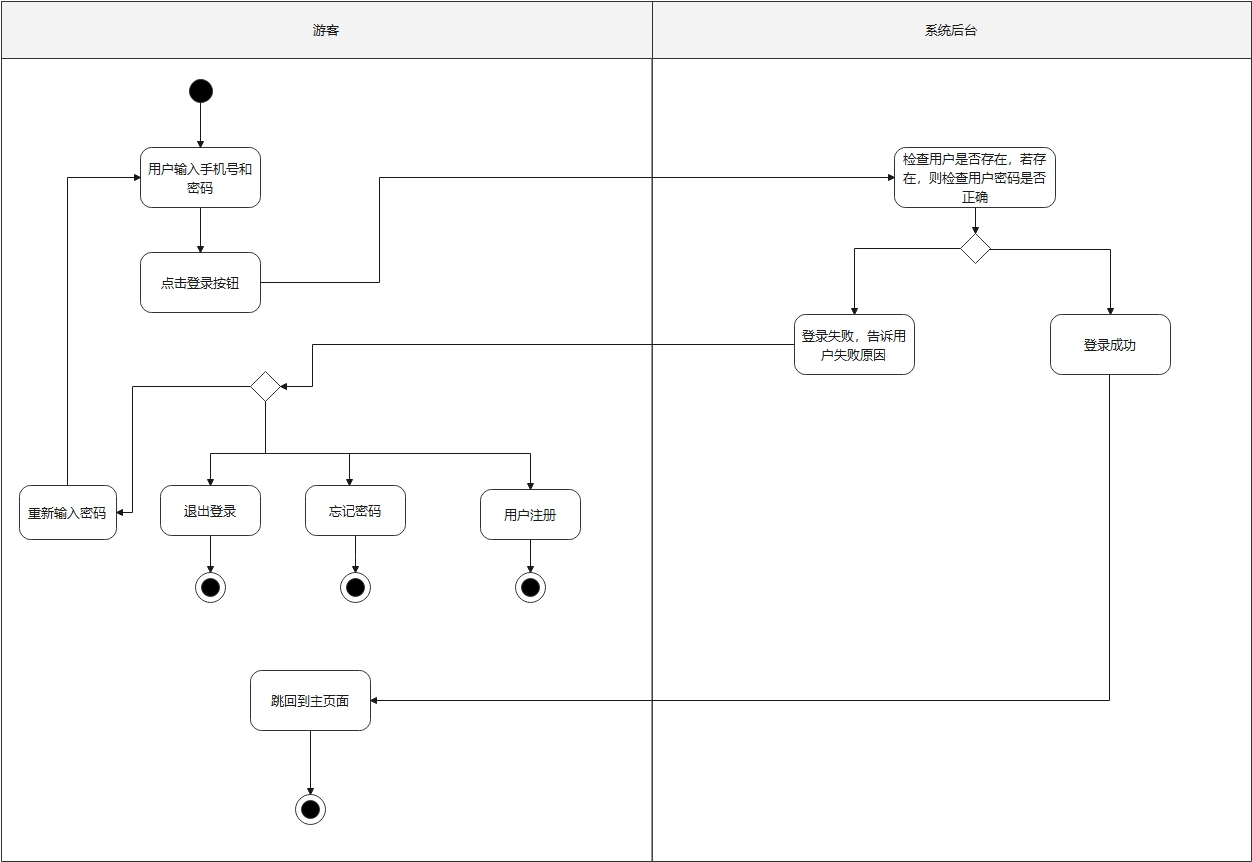 游客
系统后台
用户输入手机号和
密码
检查用户是否存在，若存
在，则检查用户密码是否
正确
点击登录按钮
登录失败，告诉用
户失败原因
登录成功
重新输入密码
退出登录
忘记密码
用户注册
跳回到主页面